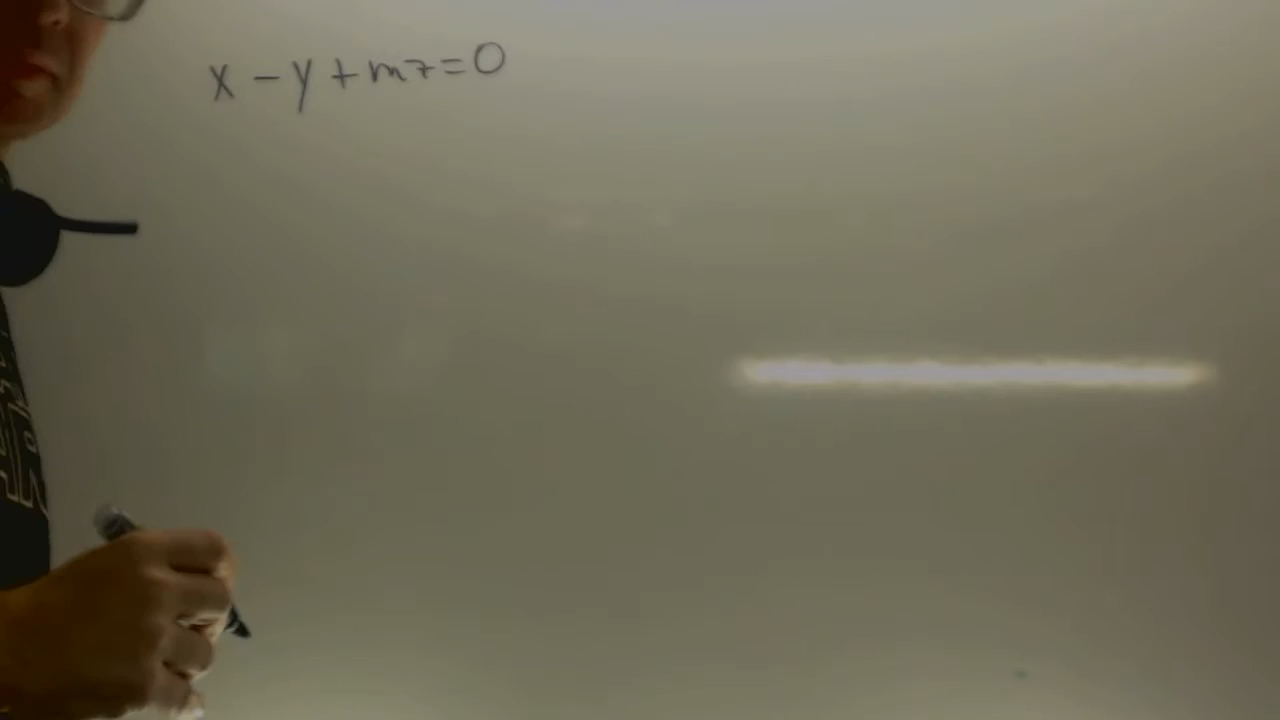 x - y + mz = 0